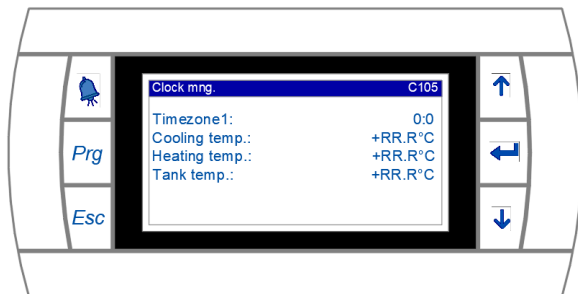 Clock mng. C105
Timezone1: 0:0
Cooling temp.: +RR.R°C
Heating temp.: +RR.R°C
Tank temp.: +RR.R°C
Prg
Esc